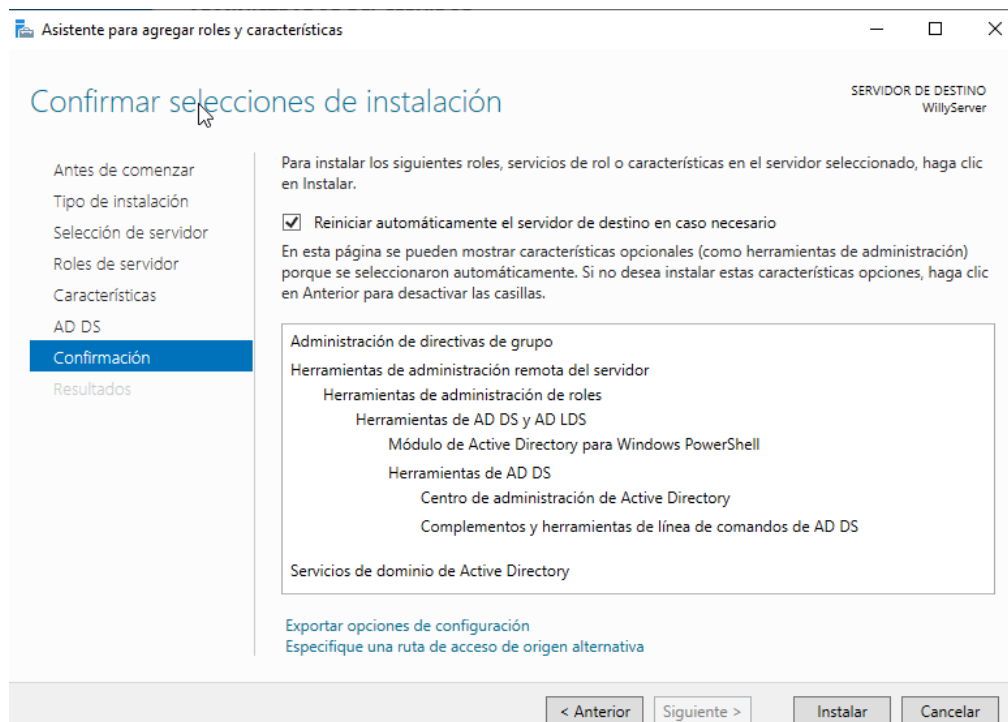 Asistente para agregar roles y características
Confirmar selecciones de instalación
SERVIDOR DE DESTINO
WillyServer
Antes de comenzar
Tipo de instalación
Selección de servidor
Roles de servidor
Características
AD DS
Confirmación
Resultados
Para instalar los siguientes roles, servicios de rol o características en el servidor seleccionado, haga clic
en Instalar.
Reiniciar automáticamente el servidor de destino en caso necesario
En esta página se pueden mostrar características opcionales (como herramientas de administración)
porque se seleccionaron automáticamente. Si no desea instalar estas características opciones, haga clic
en Anterior para desactivar las casillas.
Administración de directivas de grupo
Herramientas de administración remota del servidor
Herramientas de administración de roles
Herramientas de AD DS y AD LDS
Módulo de Active Directory para Windows PowerShell
Herramientas de AD DS
Centro de administración de Active Directory
Complementos y herramientas de línea de comandos de AD DS
Servicios de dominio de Active Directory
Exportar opciones de configuración
Especifique una ruta de acceso de origen alternativa
< Anterior
Siguiente >
Instalar
Cancelar